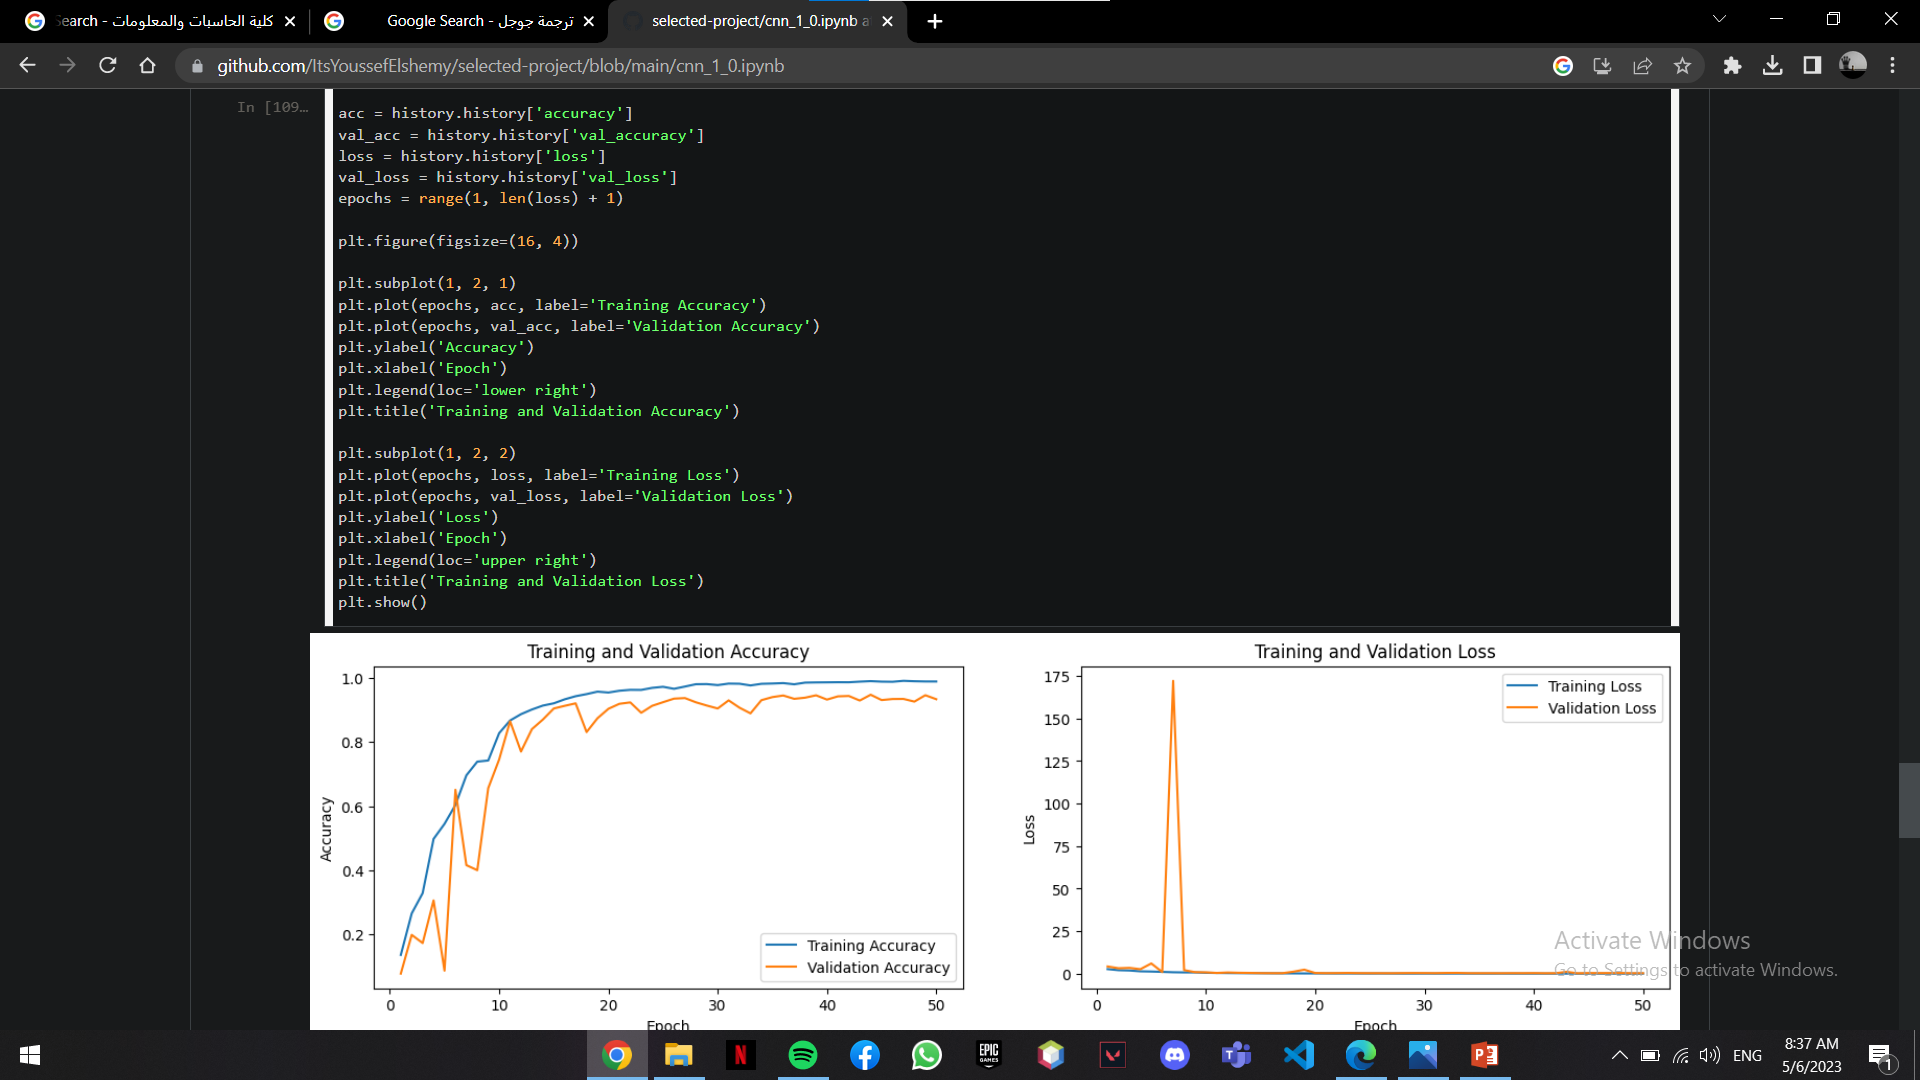 Search - كلية الحاسبات والمعلومات
ترجمة جوجل - Google Search
selected-project/cnn_1_0.ipynb a
github.com/ItsYoussefElshemy/selected-project/blob/main/cnn_1_0.ipynb
In [109…
acc = history.history['accuracy']
val_acc = history.history['val_accuracy']
loss = history.history['loss']
val_loss = history.history['val_loss']
epochs = range(1, len(loss) + 1)
plt.figure(figsize=(16, 4))
plt.subplot(1, 2, 1)
plt.plot(epochs, acc, label='Training Accuracy')
plt.plot(epochs, val_acc, label='Validation Accuracy')
plt.ylabel('Accuracy')
plt.xlabel('Epoch')
plt.legend(loc='lower right')
plt.title('Training and Validation Accuracy')
plt.subplot(1, 2, 2)
plt.plot(epochs, loss, label='Training Loss')
plt.plot(epochs, val_loss, label='Validation Loss')
plt.ylabel('Loss')
plt.xlabel('Epoch')
plt.legend(loc='upper right')
plt.title('Training and Validation Loss')
plt.show()
Training and Validation Accuracy
1.0
0.8
0.6
0.4
0.2
Accuracy
Training Accuracy
Validation Accuracy
0 10 20 30 40 50
Epoch
Training and Validation Loss
175
150
125
100
75
50
25
0
Loss
Training Loss
Validation Loss
0 10 20 30 40 50
Epoch
Activate Windows
Go to Settings to activate Windows.
N
EPIC
GAMES
P
ENG
8:37 AM
5/6/2023
1